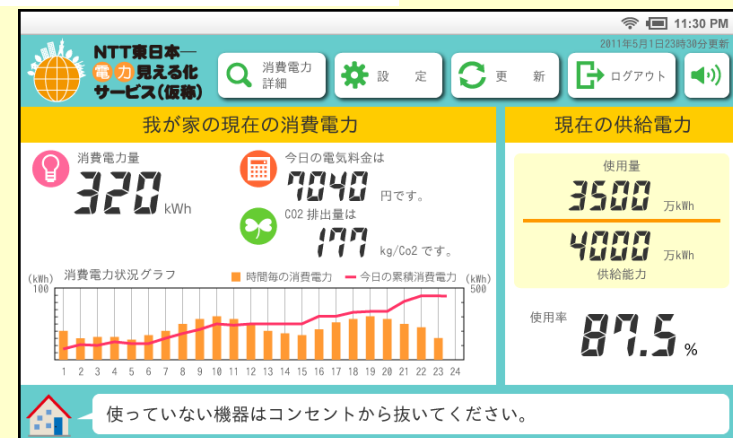 11:30 PM
2011年5月1日23時30分更新
NTT東日本―
電力見える化
サービス(仮称)
消費電力
詳細
設 定
更 新
ログアウト
我が家の現在の消費電力
現在の供給電力
消費電力量
320 kWh
今日の電気料金は
7040 円です。
CO2 排出量は
177 kg/Co2 です。
使用量
3500 万kWh
4000 万kWh
供給能力
使用率
87.5 %
(kWh) 消費電力状況グラフ 時間毎の消費電力 今日の累積消費電力 (kWh)
100 500
1 2 3 4 5 6 7 8 9 10 11 12 13 14 15 16 17 18 19 20 21 22 23 24
使っていない機器はコンセントから抜いてください。